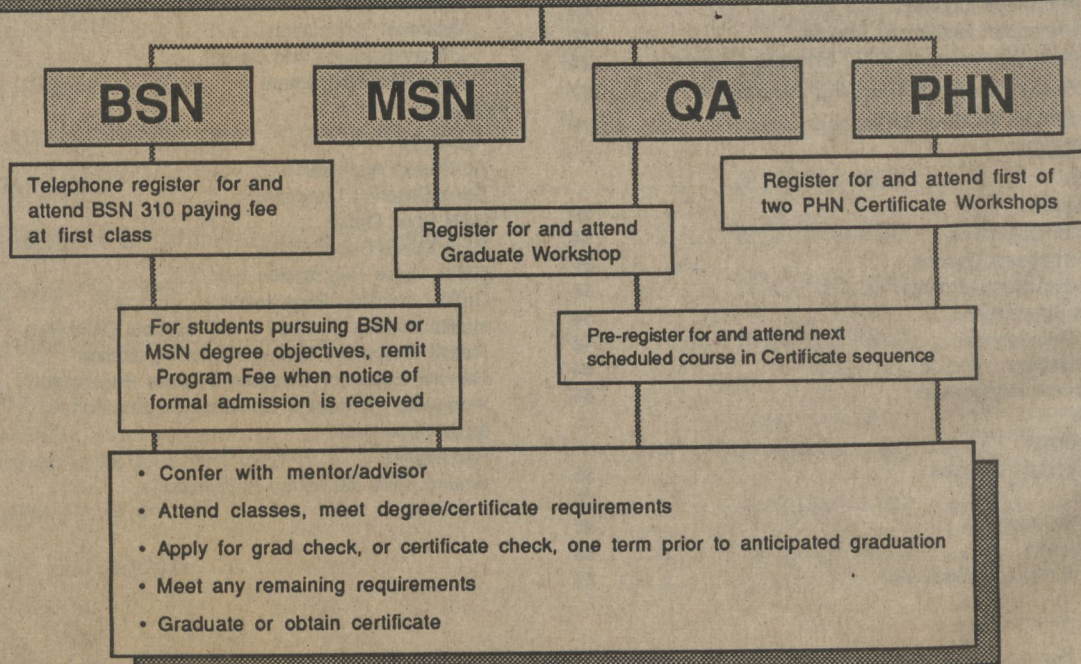 BSN
MSN
QA
PHN
Telephone register for and
attend BSN 310 paying fee
at first class
Register for and attend
Graduate Workshop
Register for and attend first of
two PHN Certificate Workshops
For students pursuing BSN or
MSN degree objectives, remit
Program Fee when notice of
formal admission is received
Pre-register for and attend next
scheduled course in Certificate sequence
• Confer with mentor/advisor
• Attend classes, meet degree/certificate requirements
• Apply for grad check, or certificate check, one term prior to anticipated graduation
• Meet any remaining requirements
• Graduate or obtain certificate